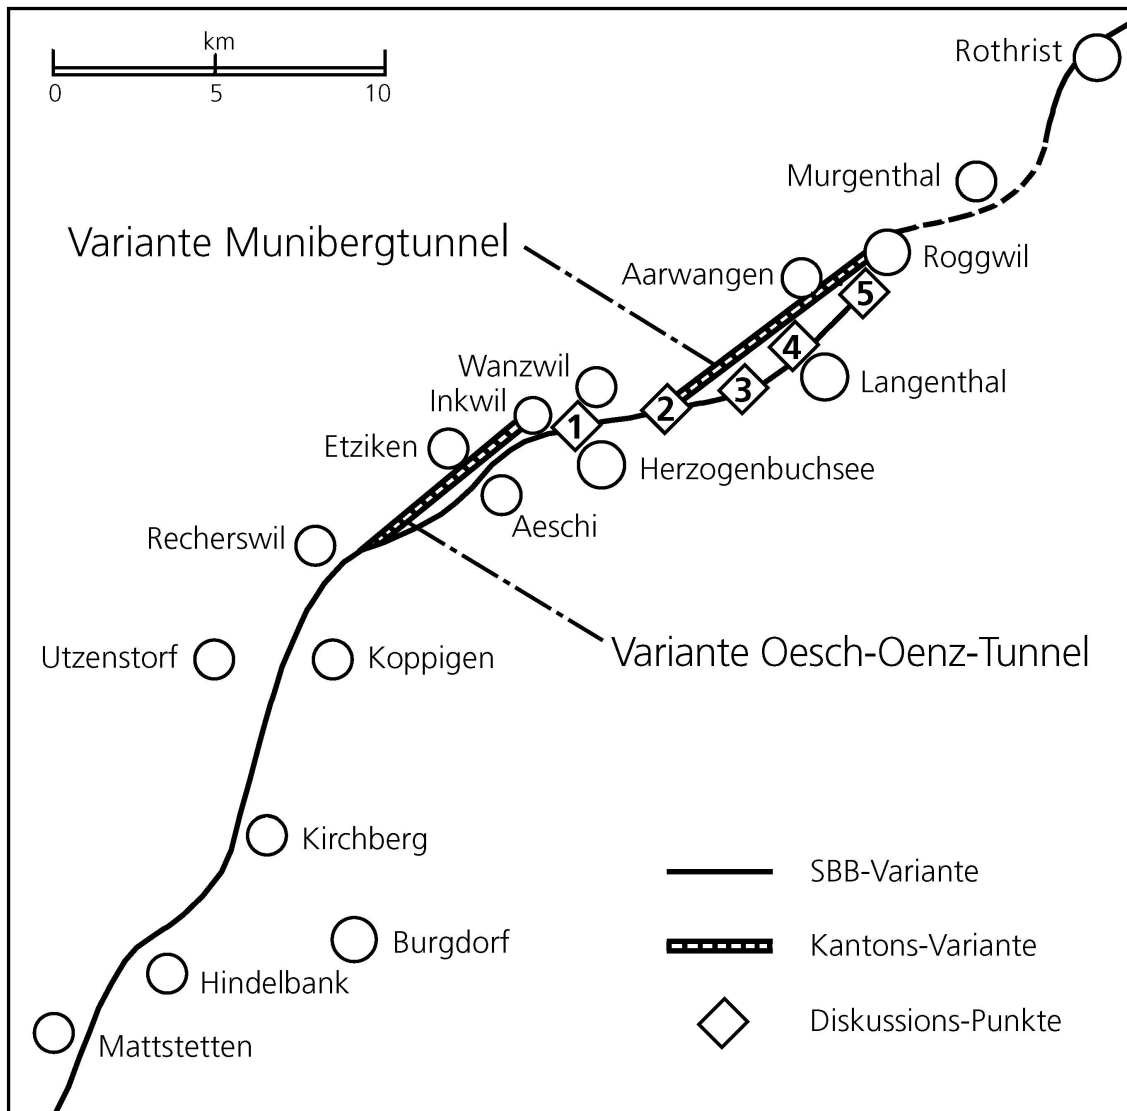 km
0 5 10
Rothrist
Murgenthal
Variante Munibergtunnel
Aarwangen
Roggwil
5
4
Wanzwil
3
Langenthal
Inkwil
2
1
Etziken
Herzogenbuchsee
Aeschi
Recherswil
Variante Oesch-Oenz-Tunnel
Utzenstorf
Koppigen
Kirchberg
SBB-Variante
Burgdorf
Kantons-Variante
Hindelbank
Diskussions-Punkte
Mattstetten